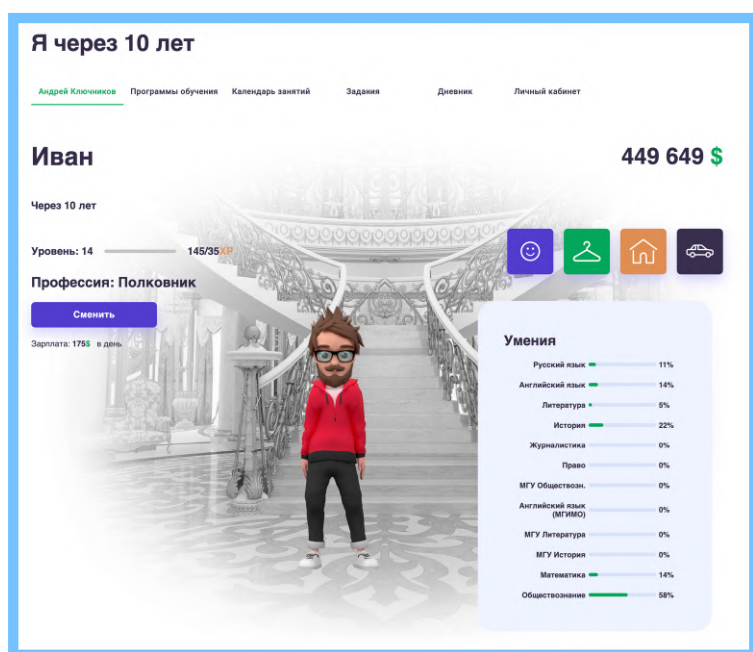 Я через 10 лет
Андрей Ключников Программы обучения Календарь занятий Задания Дневник Личный кабинет
Иван
449 649 $
Через 10 лет
Уровень: 14 145/35XP
Профессия: Полковник
Сменить
Зарплата: 175$ в день
Умения
Русский язык 11%
Английский язык 14%
Литература 5%
История 22%
Журналистика 0%
Право 0%
МГУ Обществозн. 0%
Английский язык
(МГИМО) 0%
МГУ Литература 0%
МГУ История 0%
Математика 14%
Обществознание 58%